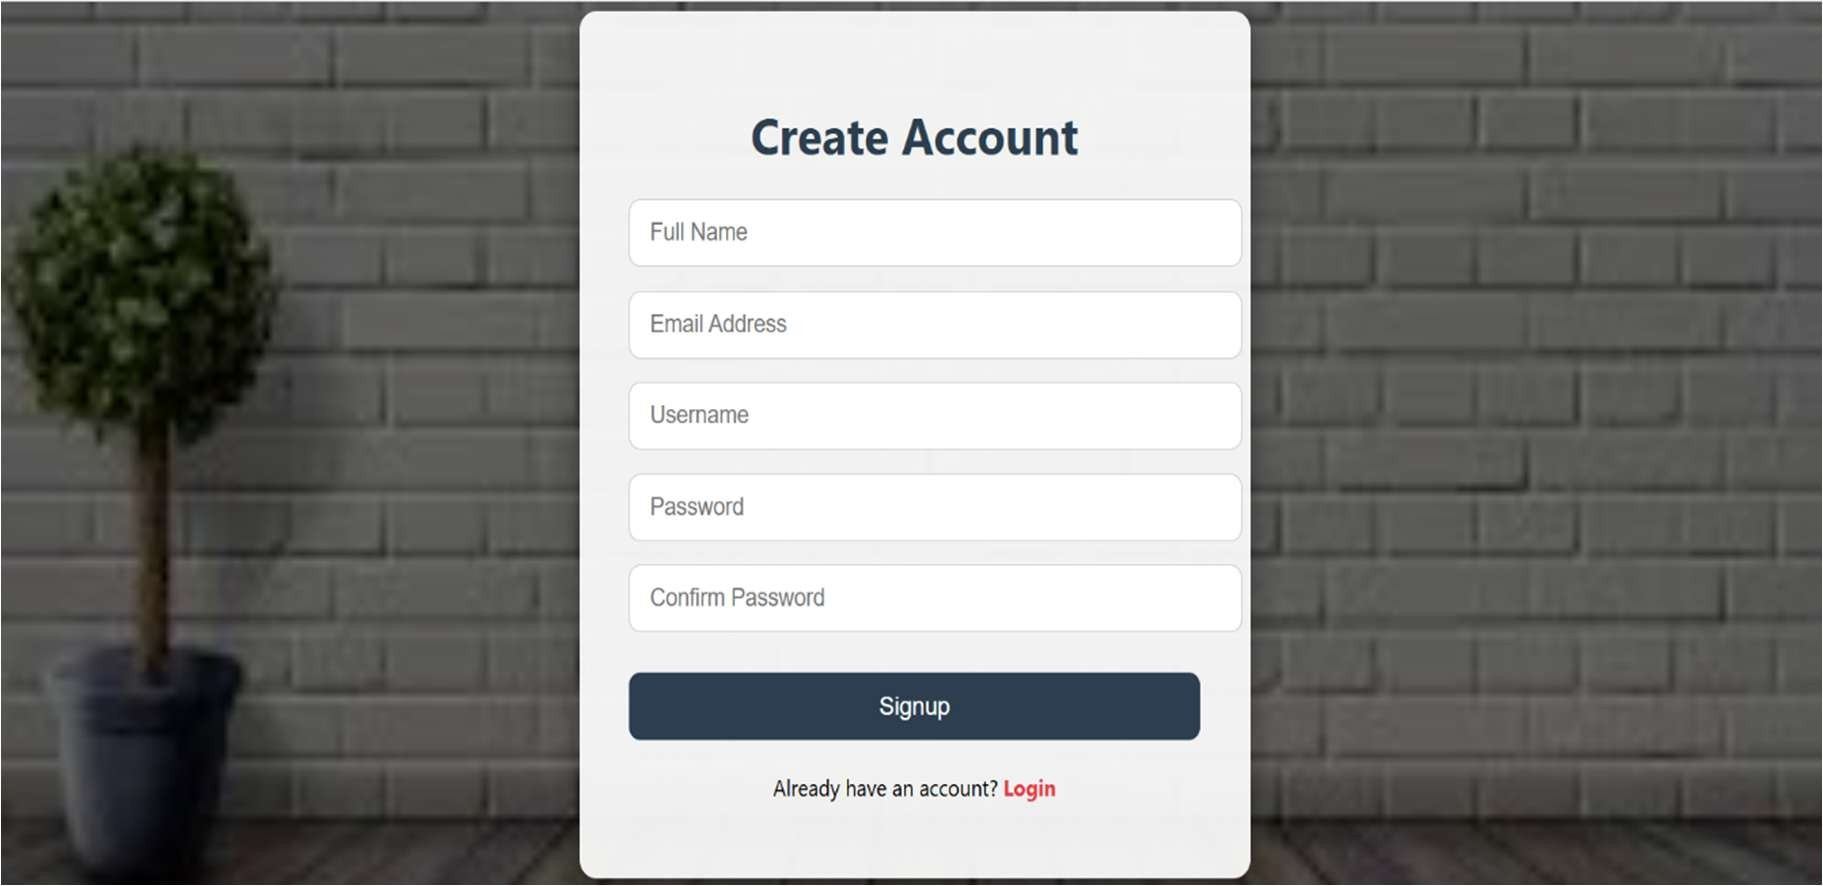 Create Account
Full Name
Email Address
Username
Password
Confirm Password
Signup
Already have an account? Login